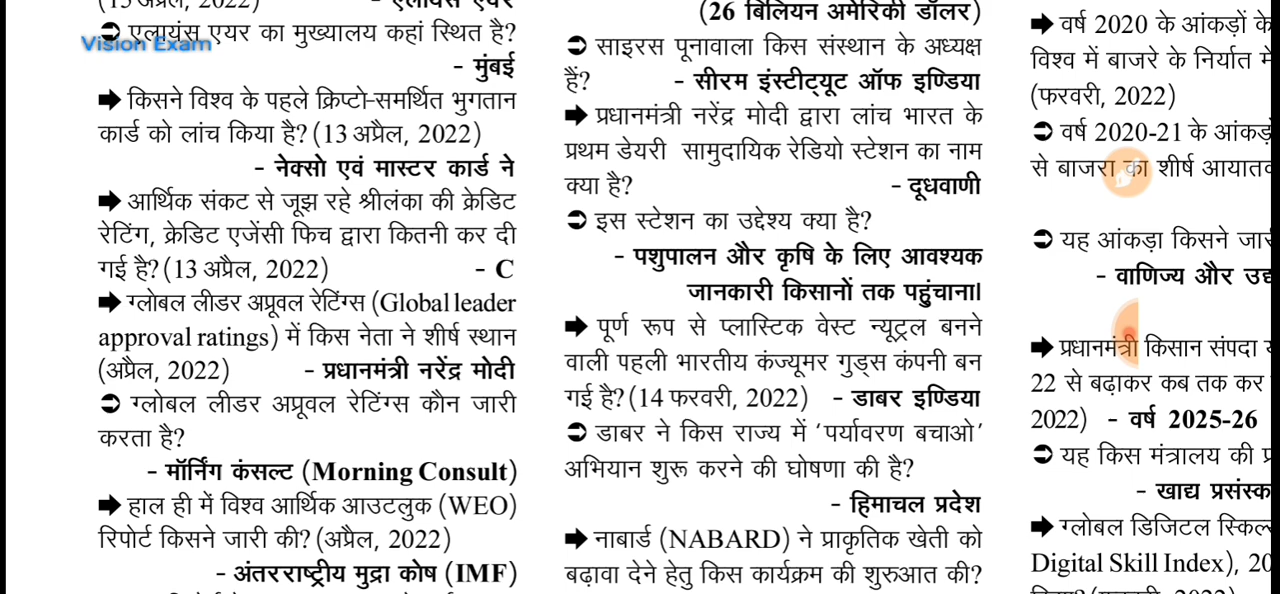 (15 अप्रैल, 2022) - एलायंस एयर
➲ एलायंस एयर का मुख्यालय कहां स्थित है?
Vision Exam
- मुंबई
➡ किसने विश्व के पहले क्रिप्टो-समर्थित भुगतान
कार्ड को लांच किया है? (13 अप्रैल, 2022)
- नेक्सो एवं मास्टर कार्ड ने
➡ आर्थिक संकट से जूझ रहे श्रीलंका की क्रेडिट
रेटिंग, क्रेडिट एजेंसी फिच द्वारा कितनी कर दी
गई है? (13 अप्रैल, 2022) - C
➡ ग्लोबल लीडर अप्रूवल रेटिंग्स (Global leader
approval ratings) में किस नेता ने शीर्ष स्थान
(अप्रैल, 2022) - प्रधानमंत्री नरेंद्र मोदी
➲ ग्लोबल लीडर अप्रूवल रेटिंग्स कौन जारी
करता है?
- मॉर्निंग कंसल्ट (Morning Consult)
➡ हाल ही में विश्व आर्थिक आउटलुक (WEO)
रिपोर्ट किसने जारी की? (अप्रैल, 2022)
- अंतरराष्ट्रीय मुद्रा कोष (IMF)
(26 बिलियन अमेरिकी डॉलर)
➲ साइरस पूनावाला किस संस्थान के अध्यक्ष
हैं? - सीरम इंस्टीट्यूट ऑफ इण्डिया
➡ प्रधानमंत्री नरेंद्र मोदी द्वारा लांच भारत के
प्रथम डेयरी सामुदायिक रेडियो स्टेशन का नाम
क्या है? - दूधवाणी
➲ इस स्टेशन का उद्देश्य क्या है?
- पशुपालन और कृषि के लिए आवश्यक
जानकारी किसानों तक पहुंचाना।
➡ पूर्ण रूप से प्लास्टिक वेस्ट न्यूट्रल बनने
वाली पहली भारतीय कंज्यूमर गुड्स कंपनी बन
गई है? (14 फरवरी, 2022) - डाबर इण्डिया
➲ डाबर ने किस राज्य में ‘पर्यावरण बचाओ’
अभियान शुरू करने की घोषणा की है?
- हिमाचल प्रदेश
➡ नाबार्ड (NABARD) ने प्राकृतिक खेती को
बढ़ावा देने हेतु किस कार्यक्रम की शुरुआत की?
➡ वर्ष 2020 के आंकडों के
विश्व में बाजरे के निर्यात में
(फरवरी, 2022)
➲ वर्ष 2020-21 के
से बाजरा का शीर्ष
➲ यह आंकड़ा किसने
- वाणिज्य और
➡ प्रधानमंत्री किसान संपदा
22 से बढ़ाकर कब तक कर
2022) - वर्ष 2025-26
➲ यह किस मंत्रालय की
- खाद्य
➡ ग्लोबल डिजिटल
Digital Skill Index), 20